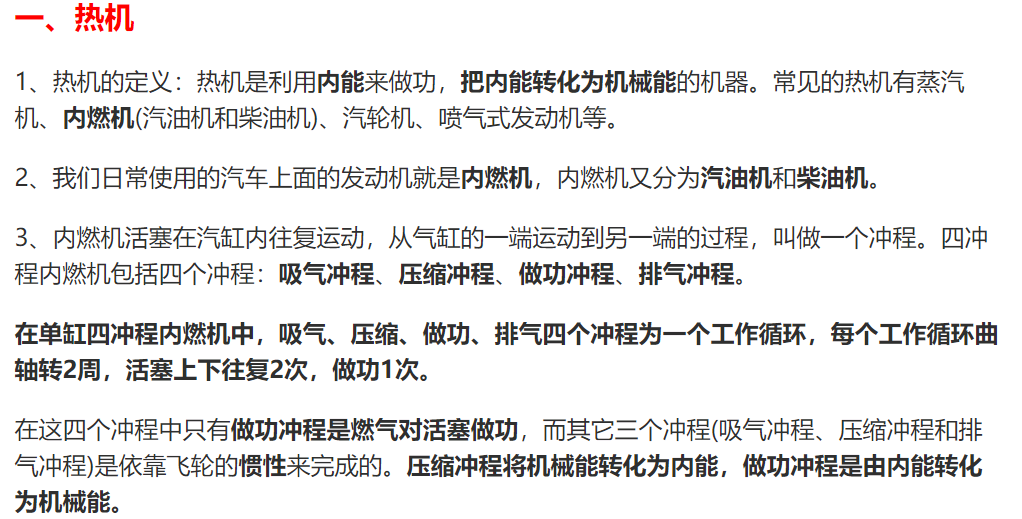 一、热机
1、热机的定义：热机是利用内能来做功，把内能转化为机械能的机器。常见的热机有蒸汽
机、内燃机(汽油机和柴油机)、汽轮机、喷气式发动机等。
2、我们日常使用的汽车上面的发动机就是内燃机，内燃机又分为汽油机和柴油机。
3、内燃机活塞在汽缸内往复运动，从气缸的一端运动到另一端的过程，叫做一个冲程。四冲
程内燃机包括四个冲程：吸气冲程、压缩冲程、做功冲程、排气冲程。
在单缸四冲程内燃机中，吸气、压缩、做功、排气四个冲程为一个工作循环，每个工作循环曲
轴转2周，活塞上下往复2次，做功1次。
在这四个冲程中只有做功冲程是燃气对活塞做功，而其它三个冲程(吸气冲程、压缩冲程和排
气冲程)是依靠飞轮的惯性来完成的。压缩冲程将机械能转化为内能，做功冲程是由内能转化
为机械能。